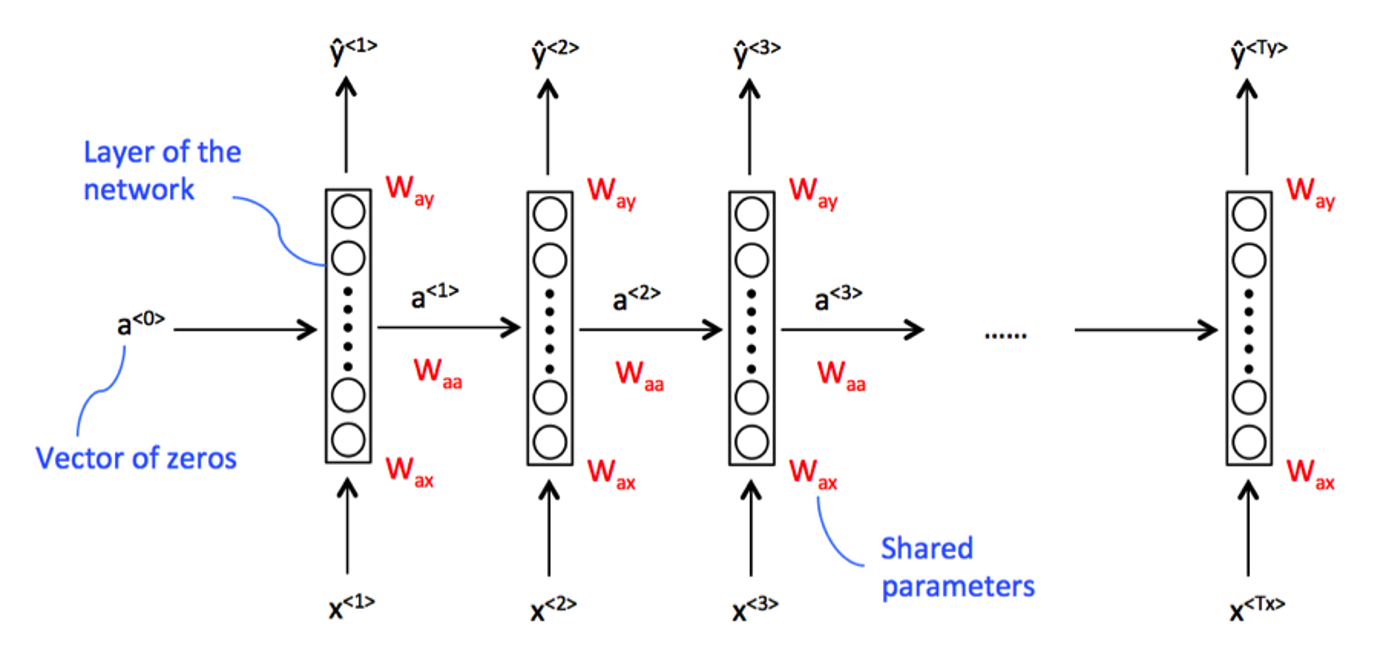 ŷ<1> ŷ<2> ŷ<3> ŷ<Ty>
Layer of the
network
Way Way Way Way
a<0> a<1> a<2> a<3> ......
Waa Waa Waa
Vector of zeros
Wax Wax Wax Wax
Shared
parameters
x<1> x<2> x<3> x<Tx>